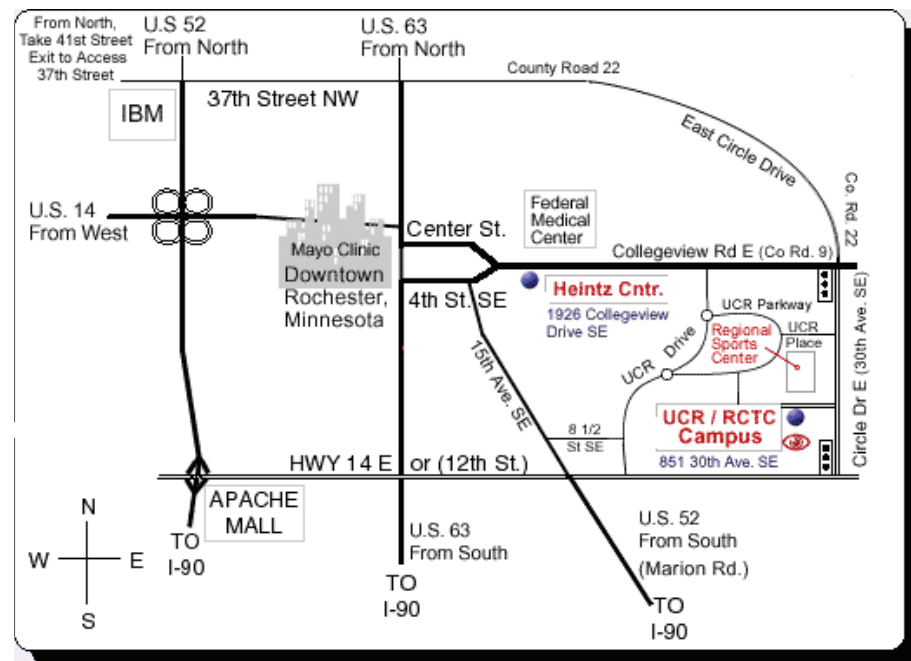 From North,
Take 41st Street
Exit to Access
37th Street
U.S 52
From North
U.S. 63
From North
County Road 22
37th Street NW
IBM
East Circle Drive
Co. Rd. 22
U.S. 14
From West
Federal
Medical
Center
Center St.
Collegeview Rd E (Co Rd. 9)
Mayo Clinic
Downtown
Rochester,
Minnesota
4th St. SE
Heintz Cntr.
1926 Collegeview
Drive SE
UCR Parkway
UCR
Place
Regional
Sports
Center
UCR Drive
15th Ave. SE
Circle Dr E (30th Ave. SE)
UCR / RCTC
Campus
851 30th Ave. SE
8 1/2
St SE
HWY 14 E or (12th St.)
APACHE
MALL
N
W E
S
TO
I-90
U.S. 63
From South
TO
I-90
U.S. 52
From South
(Marion Rd.)
TO
I-90